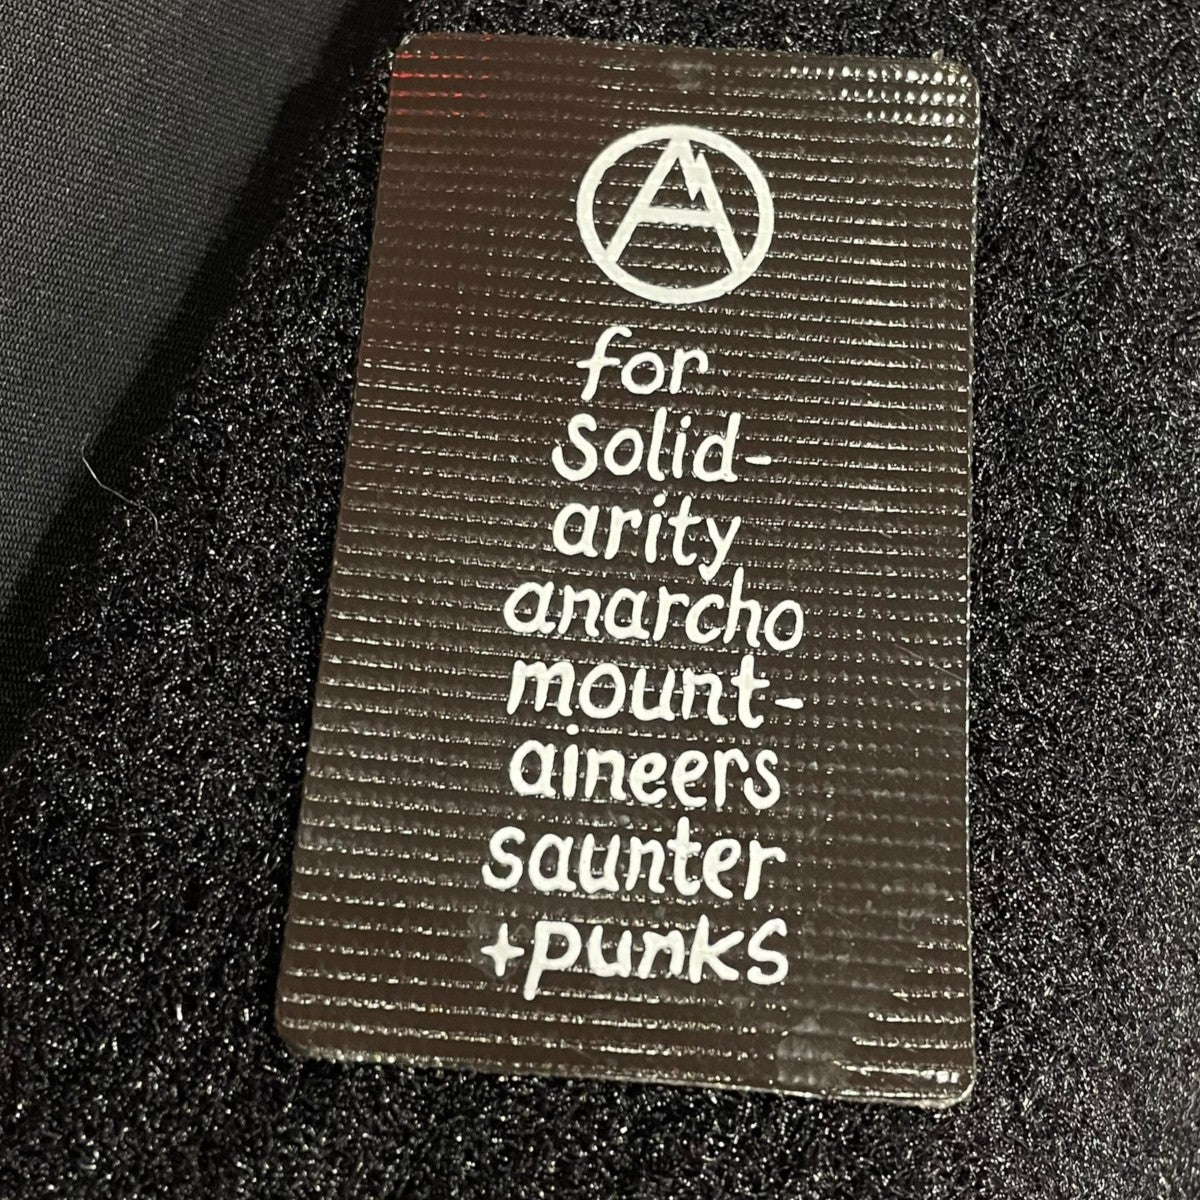 A
for
solid-
arity
anarcho
mount-
aineers
saunter
+punks